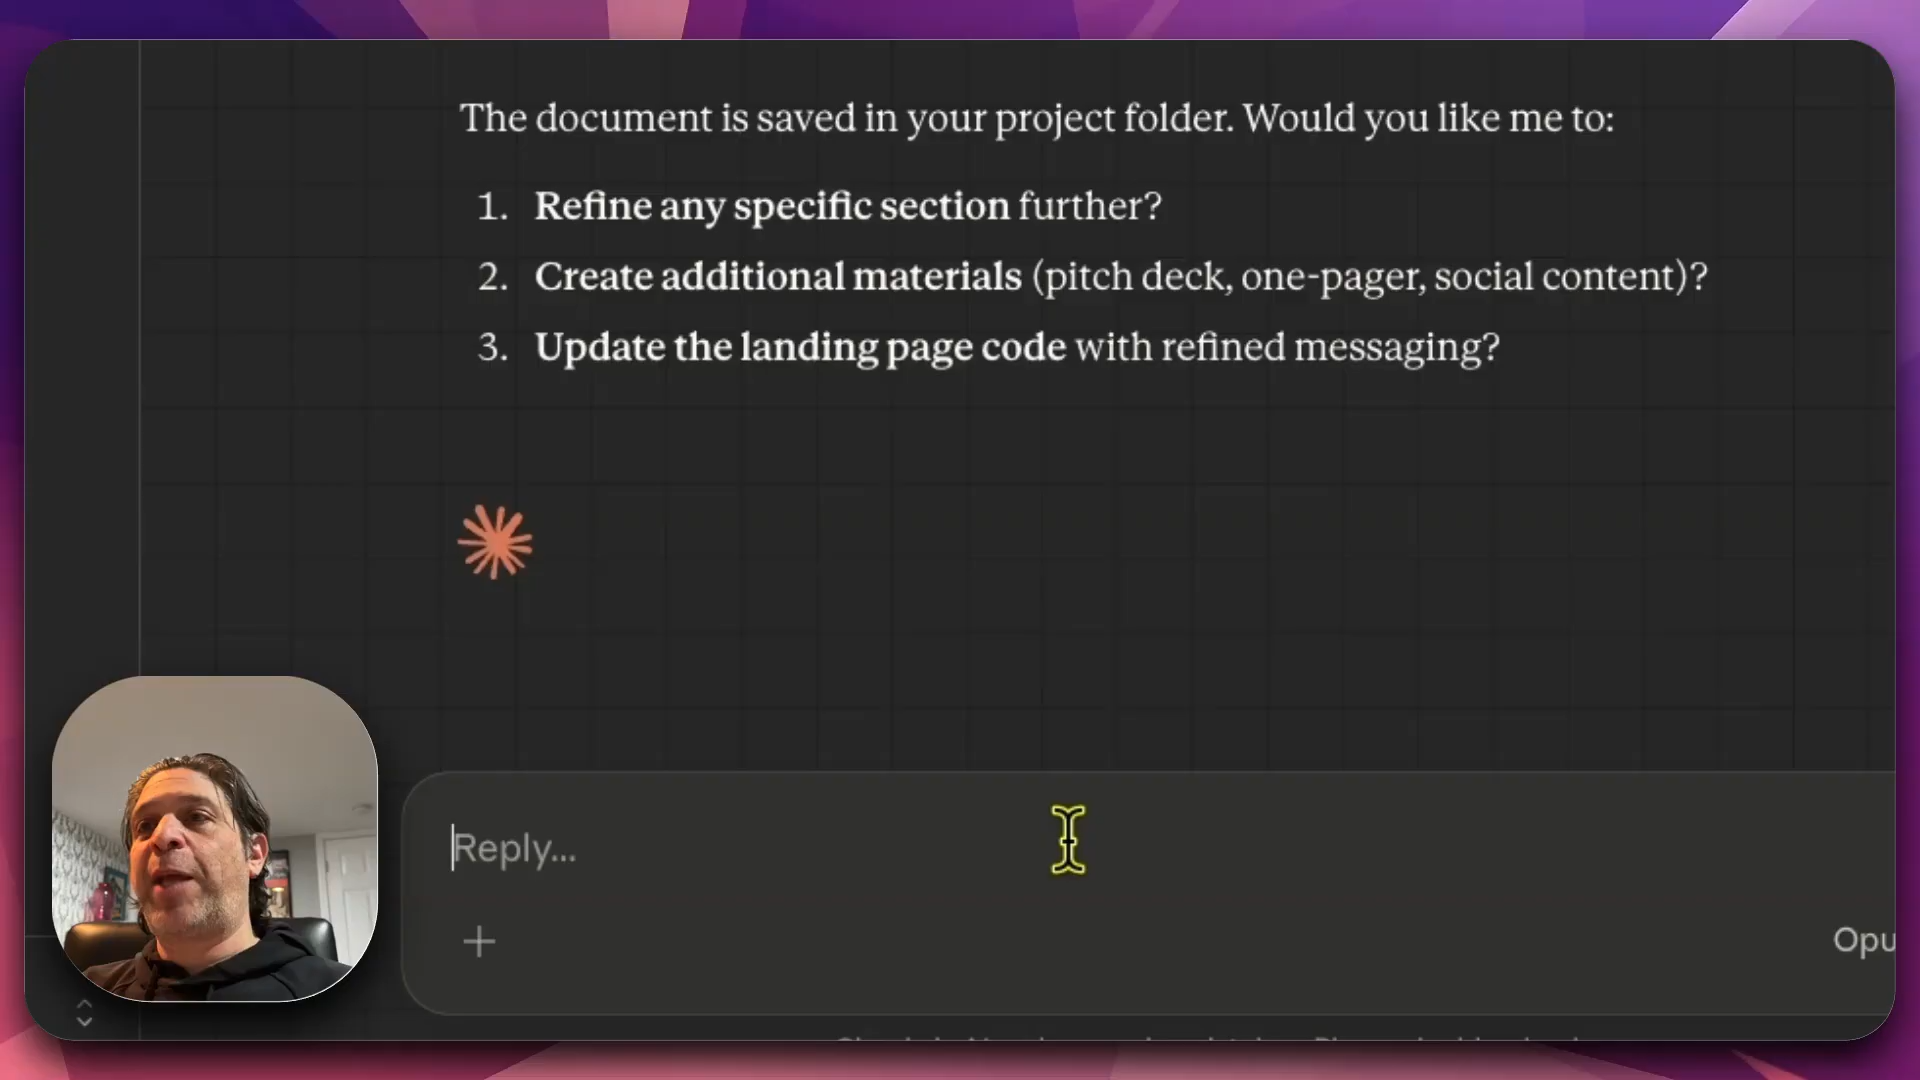 The document is saved in your project folder. Would you like me to:
1. Refine any specific section further?
2. Create additional materials (pitch deck, one-pager, social content)?
3. Update the landing page code with refined messaging?
Reply...
Opu